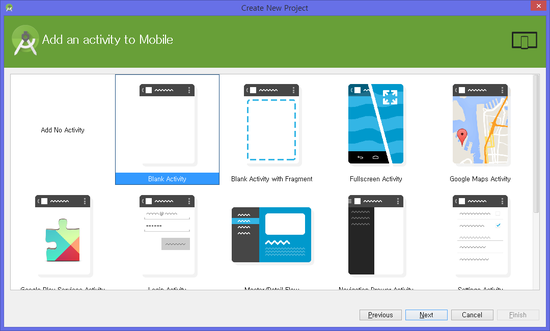 Create New Project
Add an activity to Mobile
Add No Activity
Blank Activity
Blank Activity with Fragment
Fullscreen Activity
Google Maps Activity
Google Play Services Activity
Login Activity
Master/Detail Flow
Navigation Drawer Activity
Settings Activity
Previous
Next
Cancel
Finish